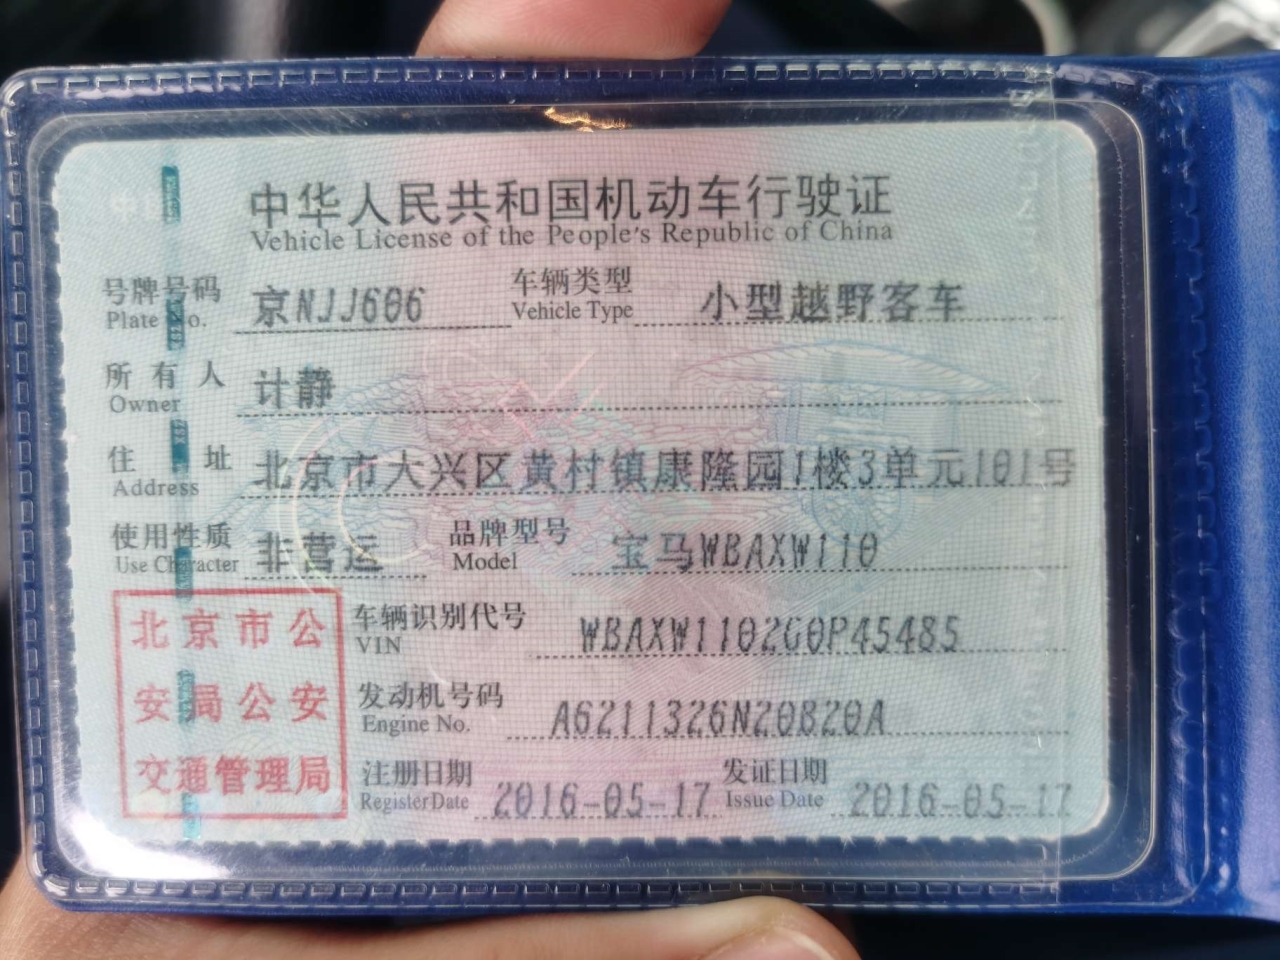 中华人民共和国机动车行驶证
Vehicle License of the People's Republic of China
号牌号码 京NJJ606 车辆类型 小型越野客车
Plate No. Vehicle Type
所有人 计静
Owner
住址 北京市大兴区黄村镇康隆园1楼3单元101号
Address
使用性质 非营运 品牌型号 宝马WBAXW110
Use Character Model
北京市公
安局公安
交通管理局
车辆识别代号 WBAXW1102G0P45485
VIN
发动机号码 A6211326N20B20A
Engine No.
注册日期 2016-05-17 发证日期 2016-05-17
Register Date Issue Date